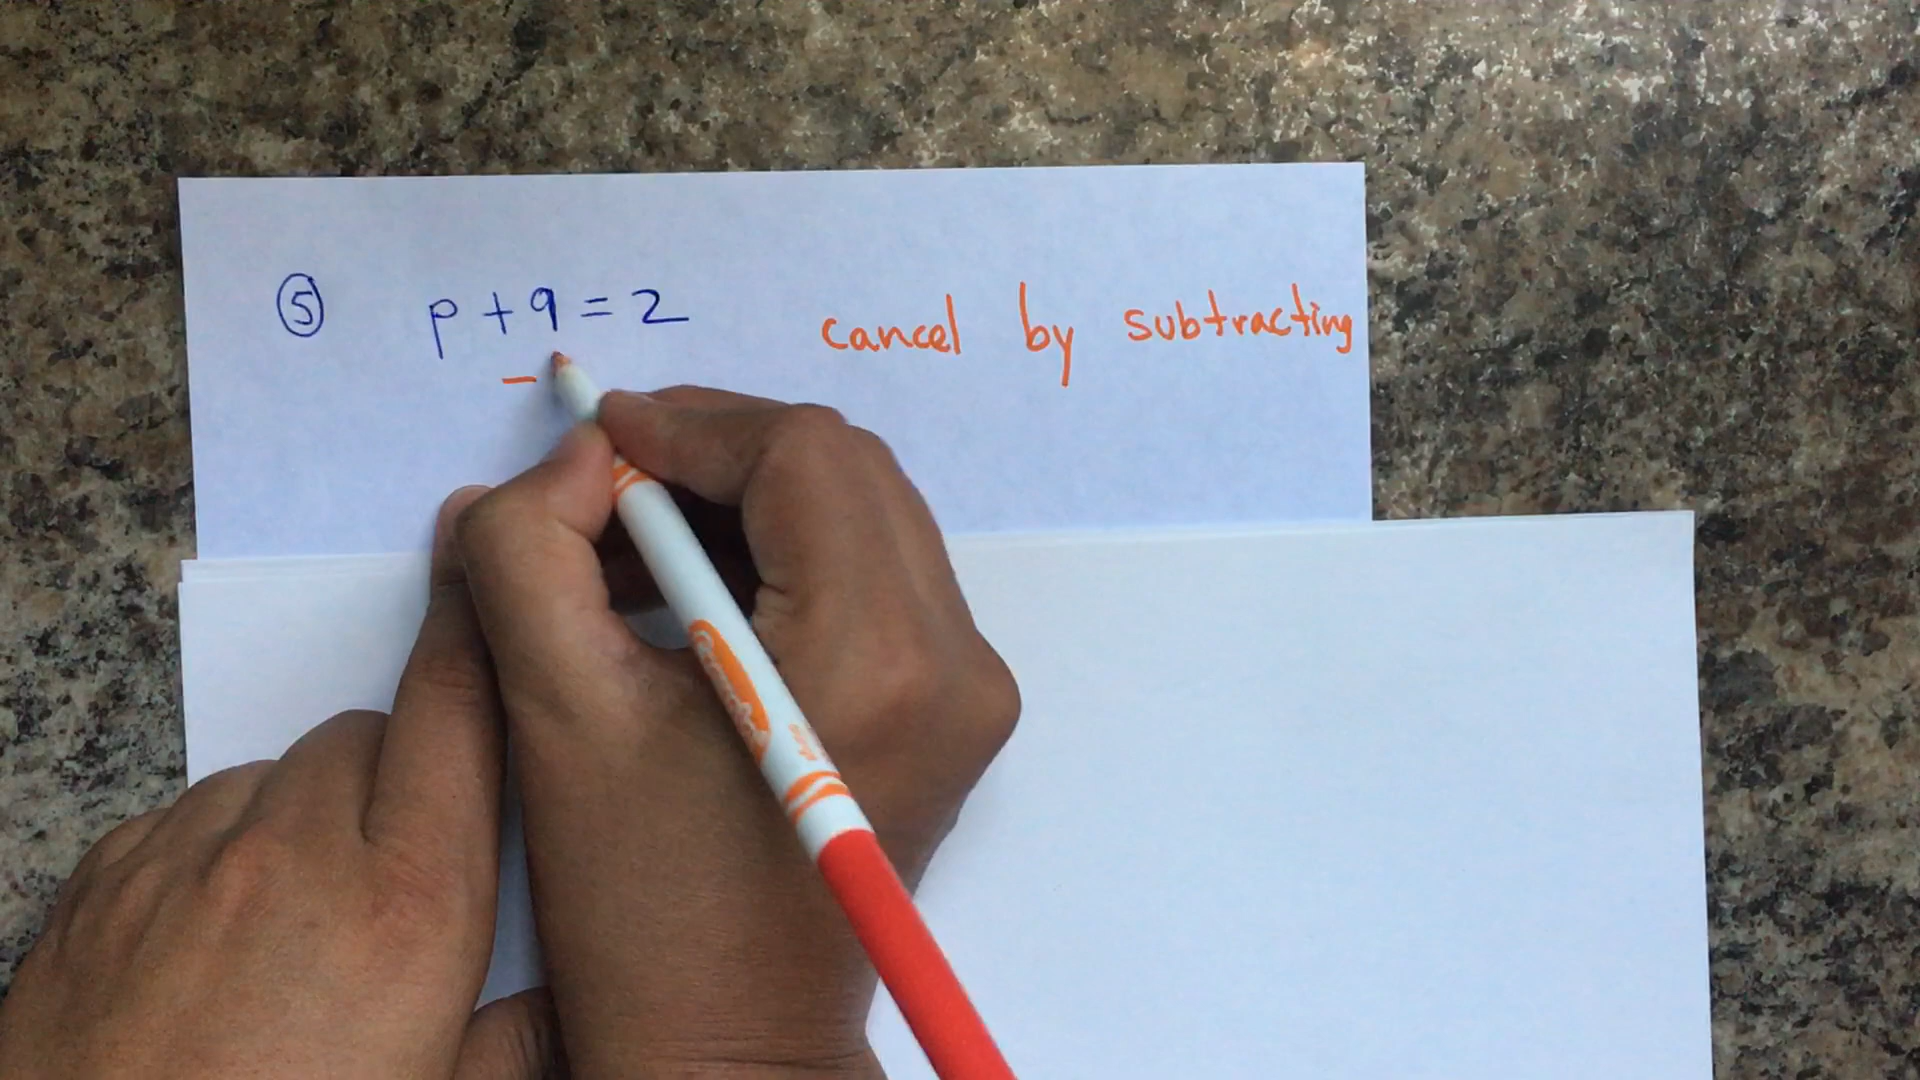 ⑤ p + 9 = 2 cancel by subtracting
−